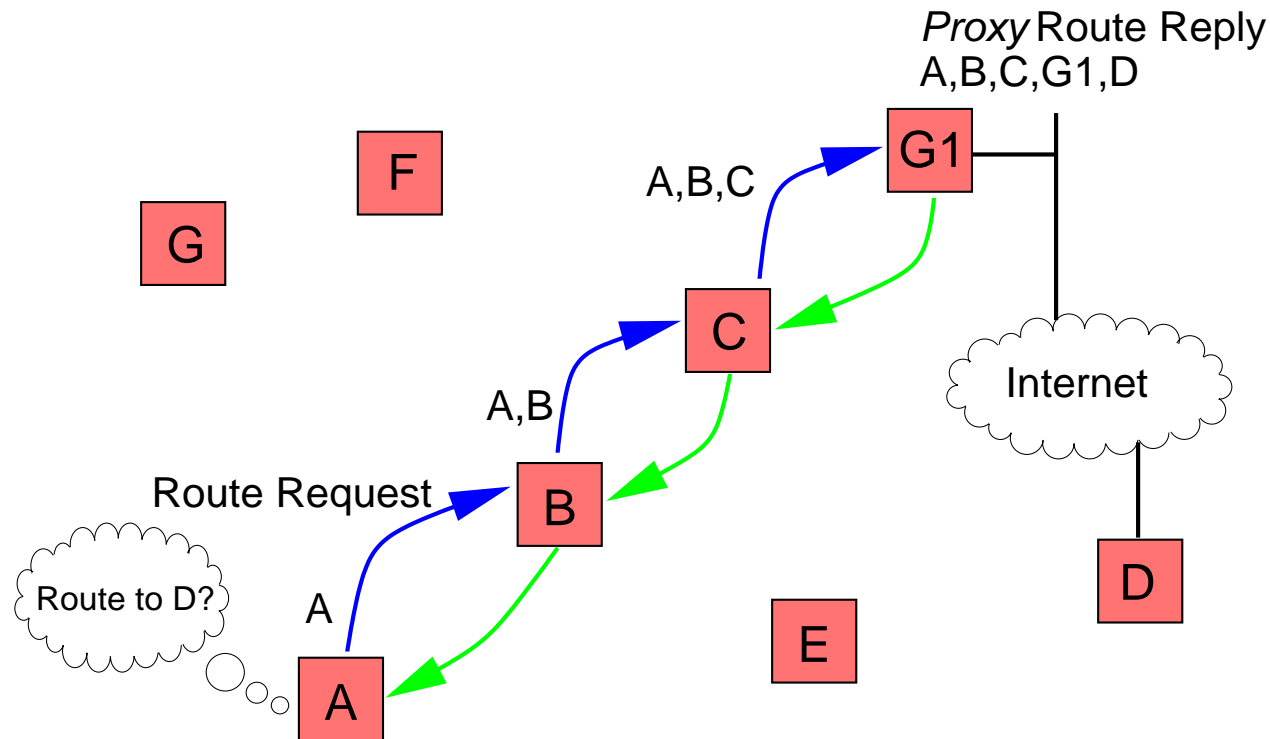 Proxy Route Reply
A,B,C,G1,D
G1
F
A,B,C
G
C
Internet
A,B
Route Request
B
D
Route to D?
A
E
A